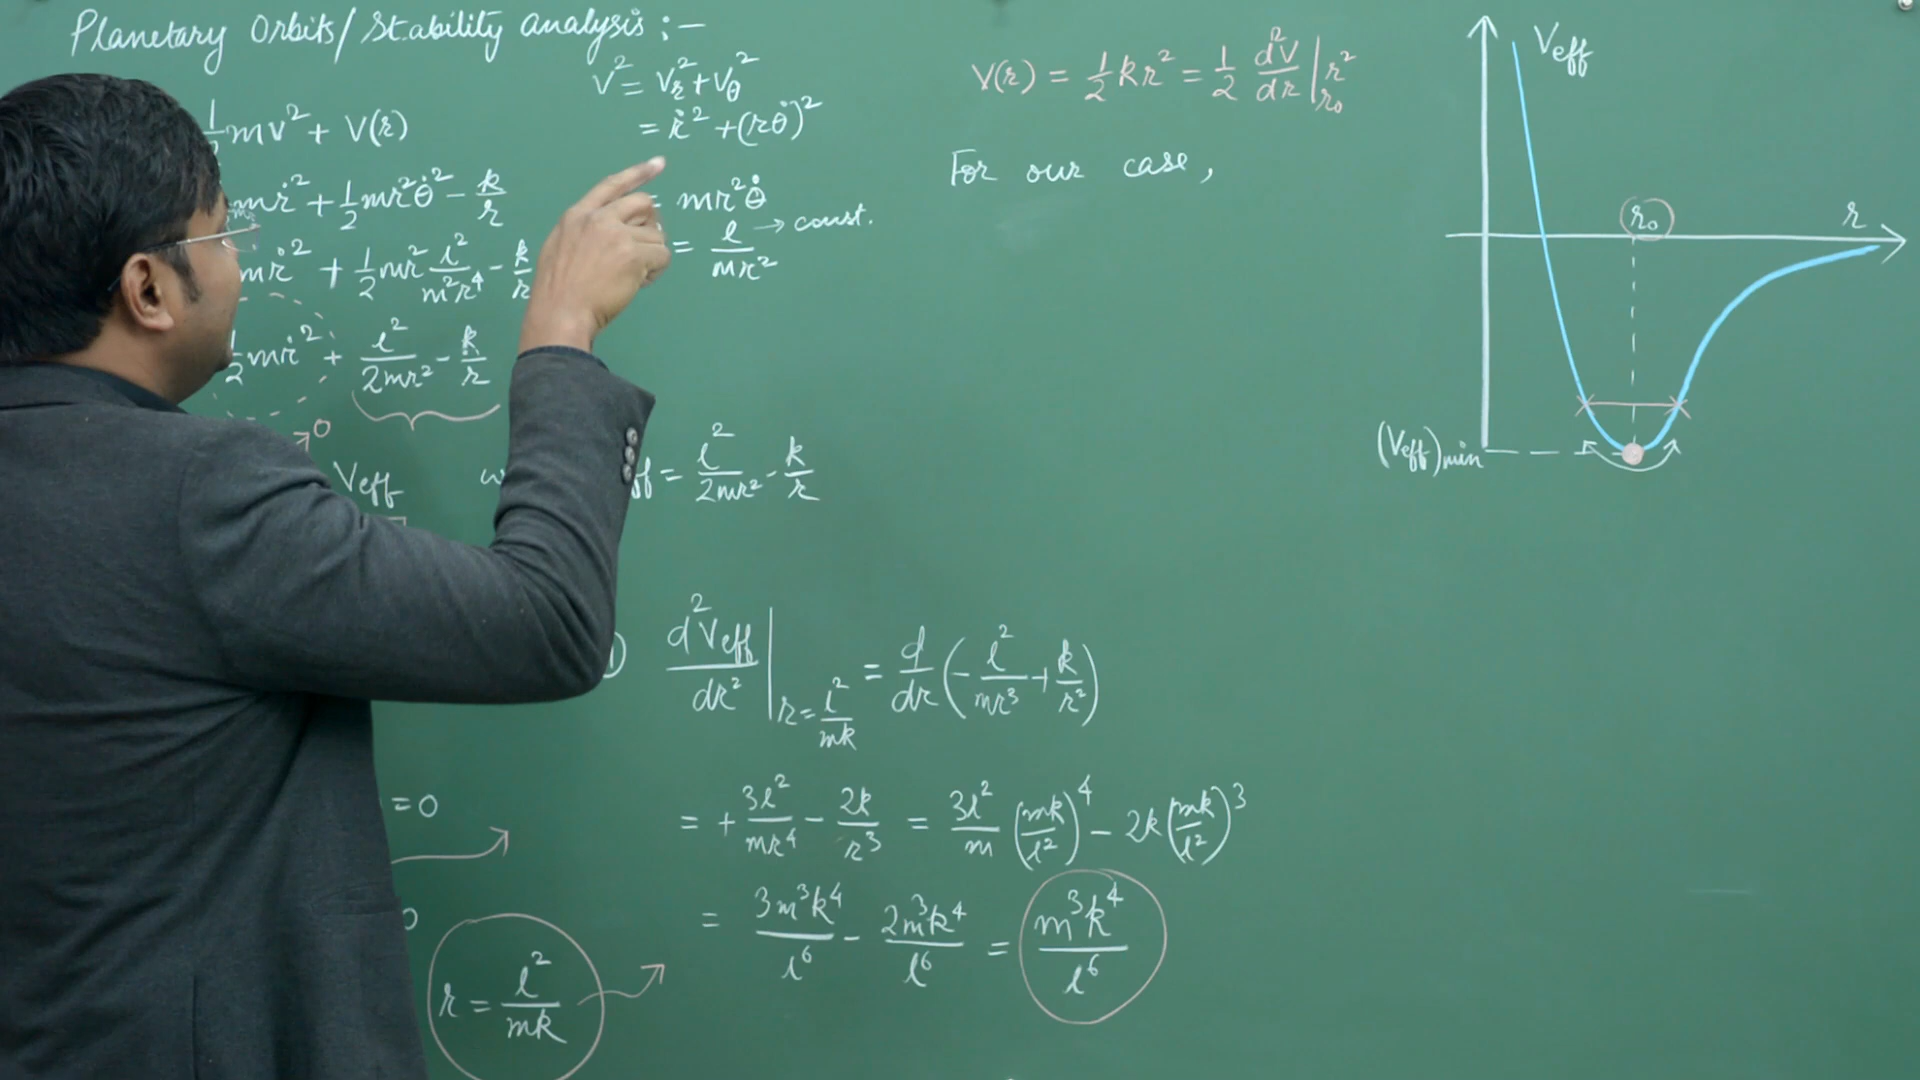 Planetary Orbits/Stability analysis :-
V² = Vr² + Vθ²
= ṙ² + (rθ̇)²
½mv² + V(r)
mṙ² + ½mr²θ̇² - k/r
= mr²θ̇
= l/mr² → const.
mṙ² + ½mr² l²/m²r⁴ - k/r
½mṙ² + l²/2mr² - k/r
→ 0
Veff
ff = l²/2mr² - k/r
d²Veff/dr² |r = l²/mk = d/dr (-l²/mr³ + k/r²)
= + 3l²/mr⁴ - 2k/r³ = 3l²/m (mk/l²)⁴ - 2k (mk/l²)³
= 3m³k⁴/l⁶ - 2m³k⁴/l⁶ = m³k⁴/l⁶
= 0
r = l²/mk
V(r) = ½kr² = ½ d²V/dr |r₀ r²
For our case,
Veff
r₀
r
(Veff)min